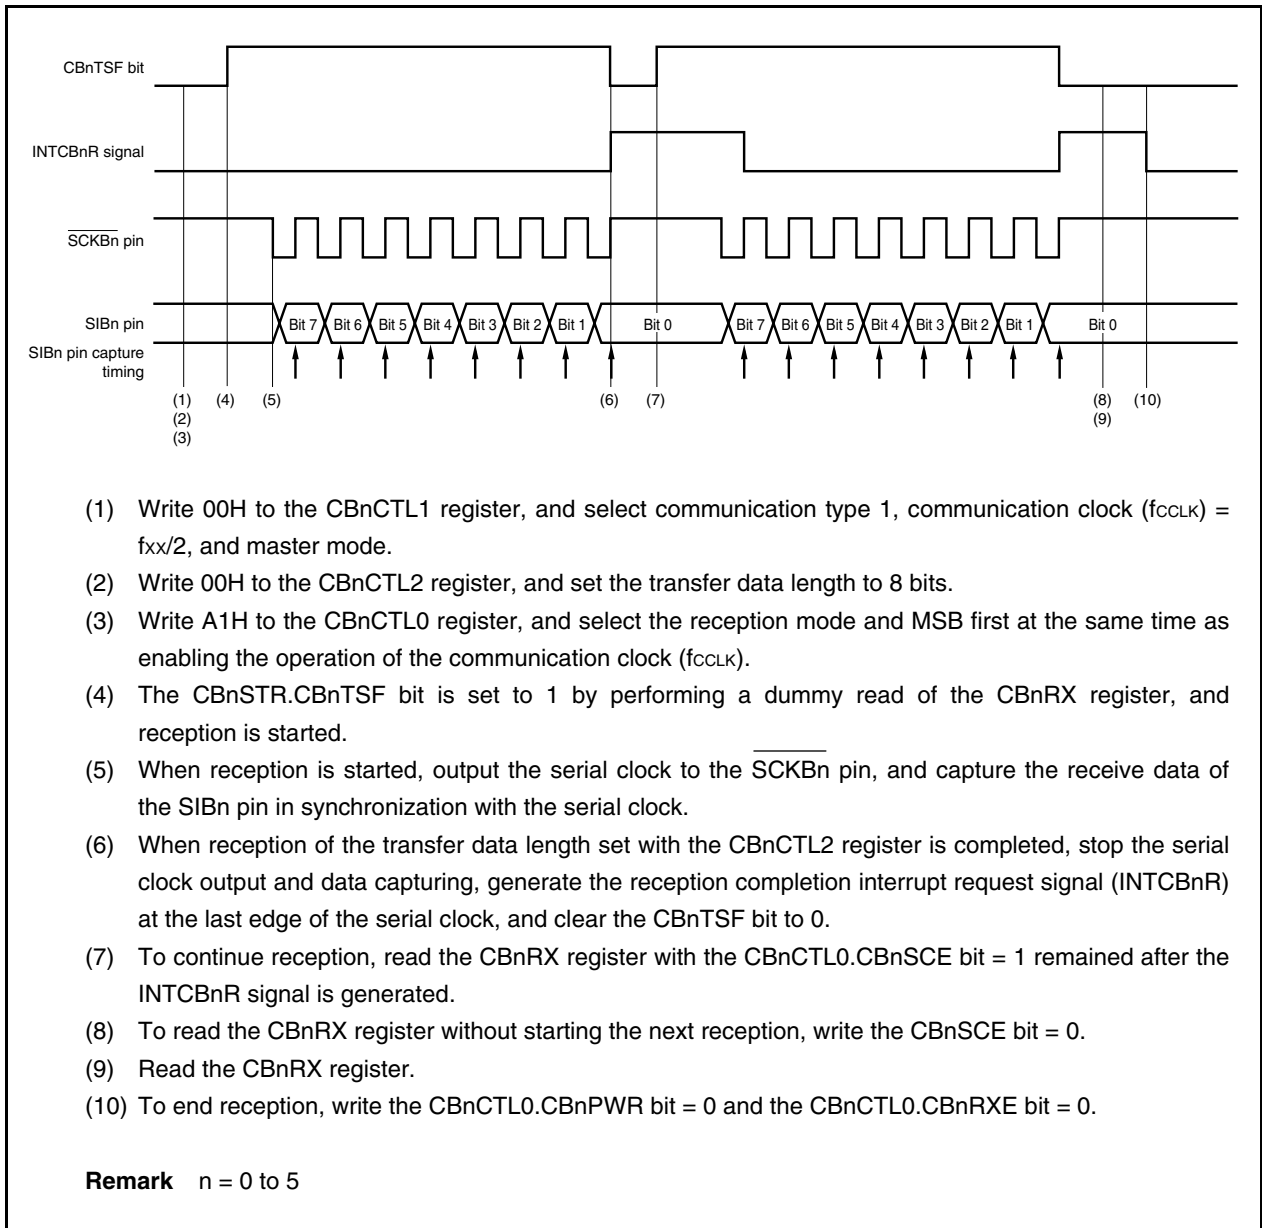 CBnTSF bit
INTCBnR signal
SCKBn pin
SIBn pin
Bit 7 Bit 6 Bit 5 Bit 4 Bit 3 Bit 2 Bit 1 Bit 0 Bit 7 Bit 6 Bit 5 Bit 4 Bit 3 Bit 2 Bit 1 Bit 0
SIBn pin capture
timing
(1) (4) (5) (6) (7) (8) (10)
(2) (9)
(3)
(1) Write 00H to the CBnCTL1 register, and select communication type 1, communication clock (fCCLK) =
fXX/2, and master mode.
(2) Write 00H to the CBnCTL2 register, and set the transfer data length to 8 bits.
(3) Write A1H to the CBnCTL0 register, and select the reception mode and MSB first at the same time as
enabling the operation of the communication clock (fCCLK).
(4) The CBnSTR.CBnTSF bit is set to 1 by performing a dummy read of the CBnRX register, and
reception is started.
(5) When reception is started, output the serial clock to the SCKBn pin, and capture the receive data of
the SIBn pin in synchronization with the serial clock.
(6) When reception of the transfer data length set with the CBnCTL2 register is completed, stop the serial
clock output and data capturing, generate the reception completion interrupt request signal (INTCBnR)
at the last edge of the serial clock, and clear the CBnTSF bit to 0.
(7) To continue reception, read the CBnRX register with the CBnCTL0.CBnSCE bit = 1 remained after the
INTCBnR signal is generated.
(8) To read the CBnRX register without starting the next reception, write the CBnSCE bit = 0.
(9) Read the CBnRX register.
(10) To end reception, write the CBnCTL0.CBnPWR bit = 0 and the CBnCTL0.CBnRXE bit = 0.
Remark n = 0 to 5